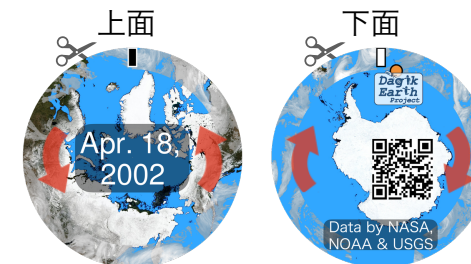 上面
下面
Apr. 18,
2002
Dagik
Earth
Project
Data by NASA,
NOAA & USGS